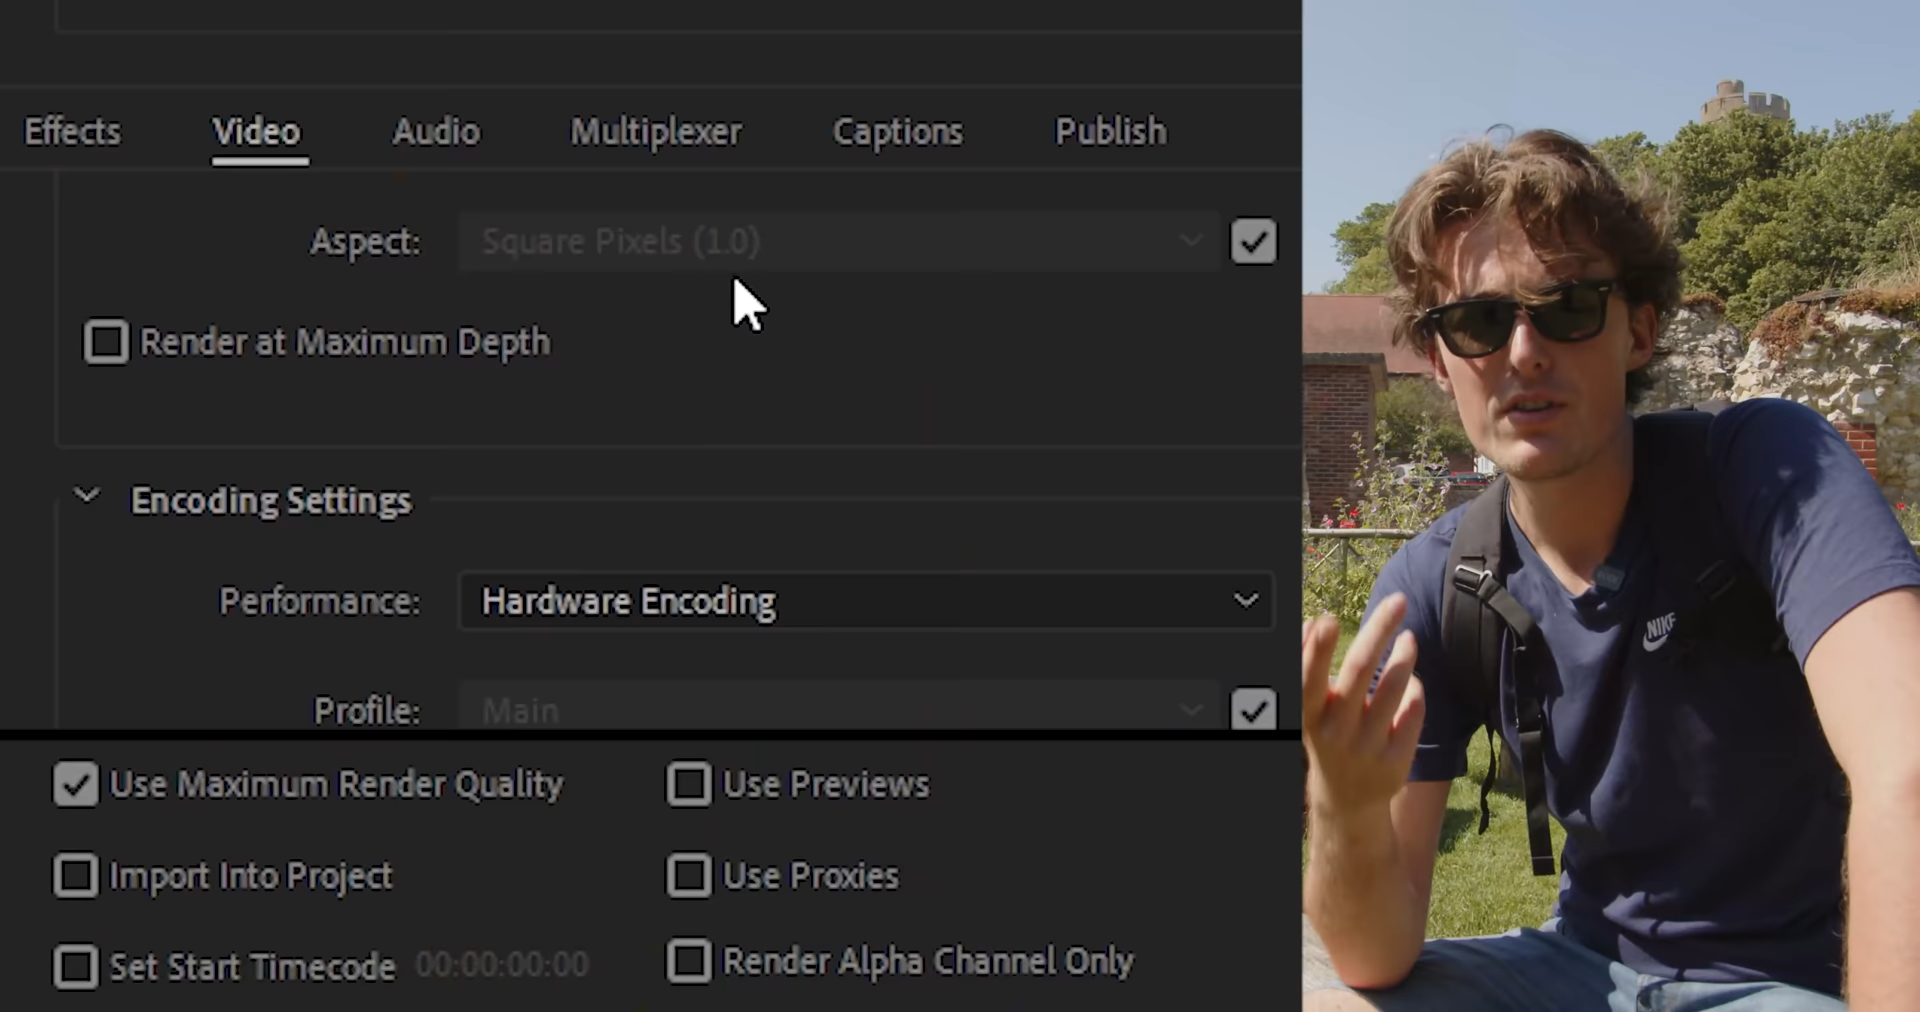 Effects Video Audio Multiplexer Captions Publish
Aspect: Square Pixels (1.0)
Render at Maximum Depth
Encoding Settings
Performance: Hardware Encoding
Profile: Main
Use Maximum Render Quality Use Previews
Import Into Project Use Proxies
Set Start Timecode 00:00:00:00 Render Alpha Channel Only
NIKE